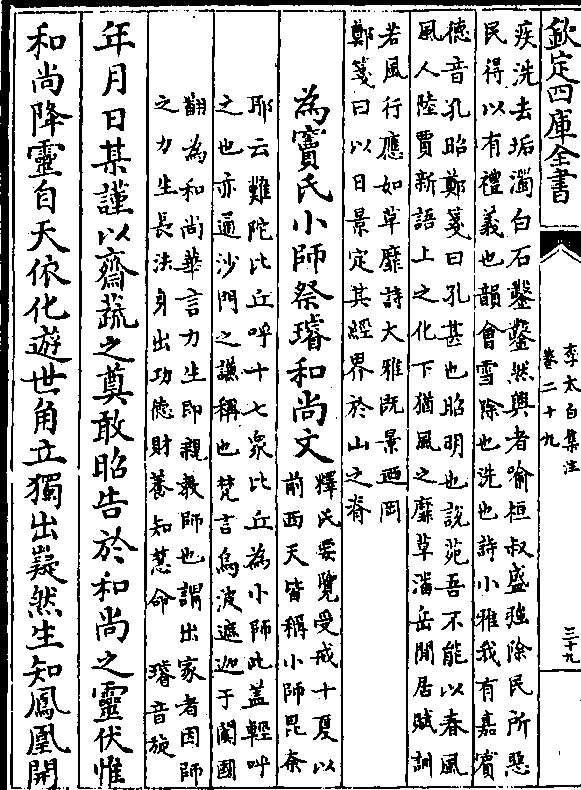 欽定四庫全書
李太白集注
卷二十九
三十九
疾洗去垢濁白石鑿鑿然興者喻桓叔盛強除民所惡
民得以有禮義也韻會雪除也洗也詩小雅我有嘉賓
德音孔昭鄭箋曰孔甚也昭明也說苑吾不能以春風
風人陸賈新語上之化下猶風之靡草潘岳閒居賦訓
若風行應如草靡詩大雅既景迺岡
鄭箋曰以日景定其經界於山之脊
為竇氏小師祭璿和尚文
釋氏要覽受戒十夏以
前西天皆稱小師毘奈
耶云難陀比丘呼十七衆比丘為小師此蓋輕呼
之也亦通沙門之謙稱也梵言烏波遮迦于闐國
翻為和尚華言力生即親義師也謂出家者因師
之力生長法身出功德財養知慧命　璿音旋
年月日某謹以齋蔬之奠敢昭告於和尚之靈伏惟
和尚降靈自天依化遊世角立獨出嶷然生知鳳凰開